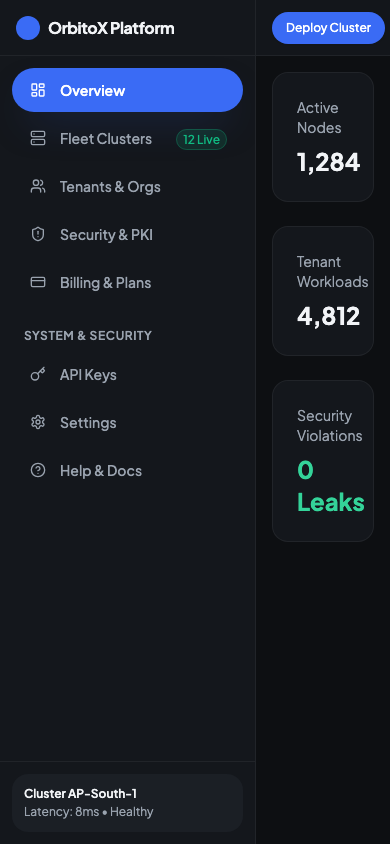 OrbitoX Platform
Overview
Fleet Clusters 12 Live
Tenants & Orgs
Security & PKI
Billing & Plans
SYSTEM & SECURITY
API Keys
Settings
Help & Docs
Cluster AP-South-1
Latency: 8ms • Healthy
Deploy Cluster
Active
Nodes
1,284
Tenant
Workloads
4,812
Security
Violations
0
Leaks